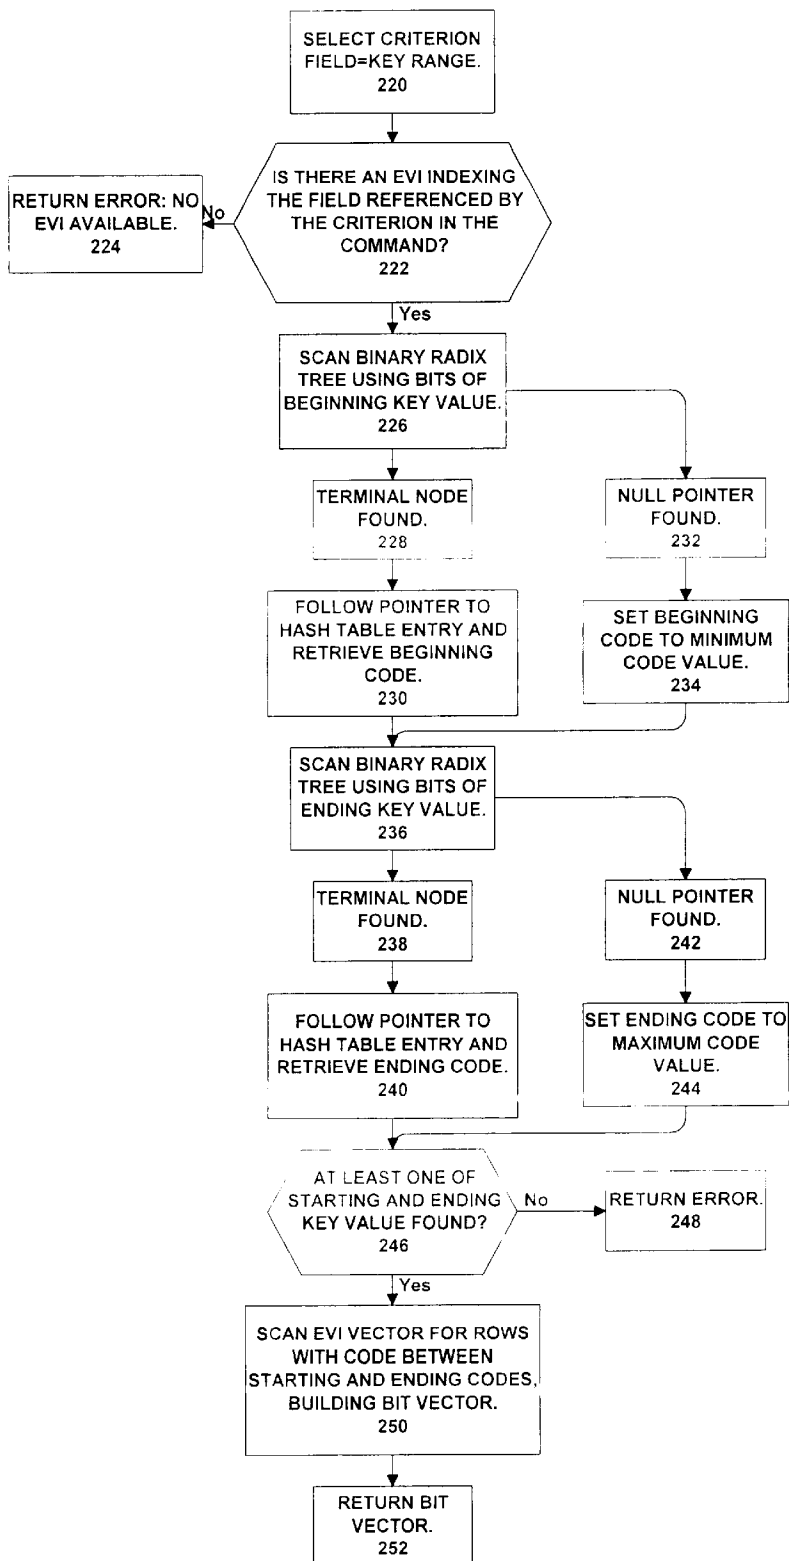 SELECT CRITERION
FIELD=KEY RANGE.
220
IS THERE AN EVI INDEXING
THE FIELD REFERENCED BY
THE CRITERION IN THE
COMMAND?
222
No
RETURN ERROR: NO
EVI AVAILABLE.
224
Yes
SCAN BINARY RADIX
TREE USING BITS OF
BEGINNING KEY VALUE.
226
TERMINAL NODE
FOUND.
228
NULL POINTER
FOUND.
232
FOLLOW POINTER TO
HASH TABLE ENTRY AND
RETRIEVE BEGINNING
CODE.
230
SET BEGINNING
CODE TO MINIMUM
CODE VALUE.
234
SCAN BINARY RADIX
TREE USING BITS OF
ENDING KEY VALUE.
236
TERMINAL NODE
FOUND.
238
NULL POINTER
FOUND.
242
FOLLOW POINTER TO
HASH TABLE ENTRY AND
RETRIEVE ENDING CODE.
240
SET ENDING CODE TO
MAXIMUM CODE
VALUE.
244
AT LEAST ONE OF
STARTING AND ENDING
KEY VALUE FOUND?
246
No
RETURN ERROR.
248
Yes
SCAN EVI VECTOR FOR ROWS
WITH CODE BETWEEN
STARTING AND ENDING CODES,
BUILDING BIT VECTOR.
250
RETURN BIT
VECTOR.
252